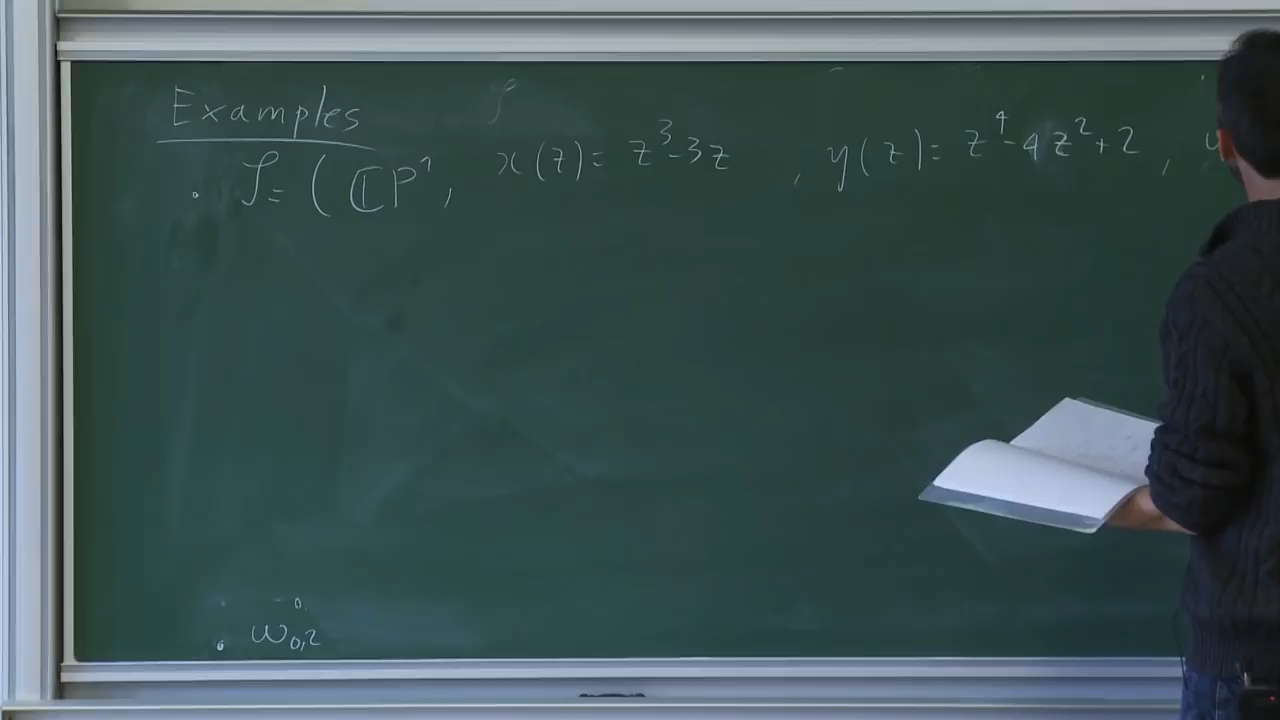 Examples
· 𝒮 = ( ℂP¹, x(z) = z³-3z , y(z) = z⁴-4z²+2 ,
· ω₀,₂